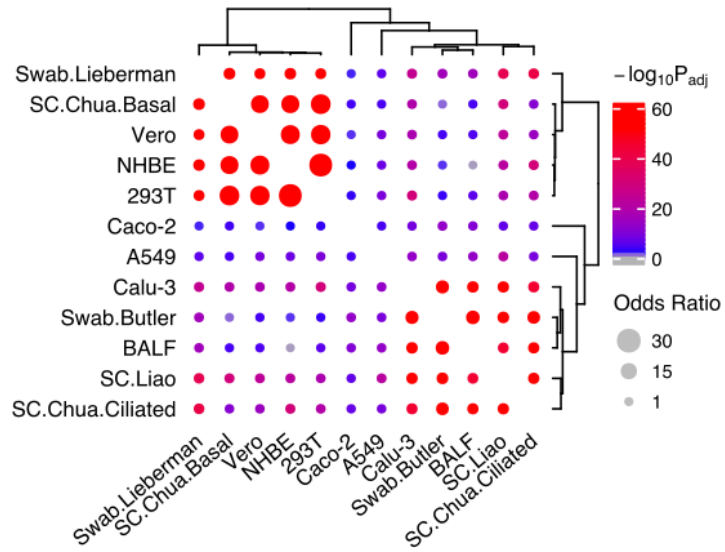 Swab.Lieberman
SC.Chua.Basal
Vero
NHBE
293T
Caco-2
A549
Calu-3
Swab.Butler
BALF
SC.Liao
SC.Chua.Ciliated
Swab.Lieberman
SC.Chua.Basal
Vero
NHBE
293T
Caco-2
A549
Calu-3
Swab.Butler
BALF
SC.Liao
SC.Chua.Ciliated
−log₁₀P_adj
60
40
20
0
Odds Ratio
30
15
1